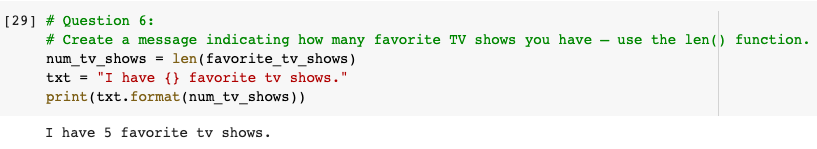 [29] # Question 6:
# Create a message indicating how many favorite TV shows you have – use the len() function.
num_tv_shows = len(favorite_tv_shows)
txt = "I have {} favorite tv shows."
print(txt.format(num_tv_shows))
I have 5 favorite tv shows.